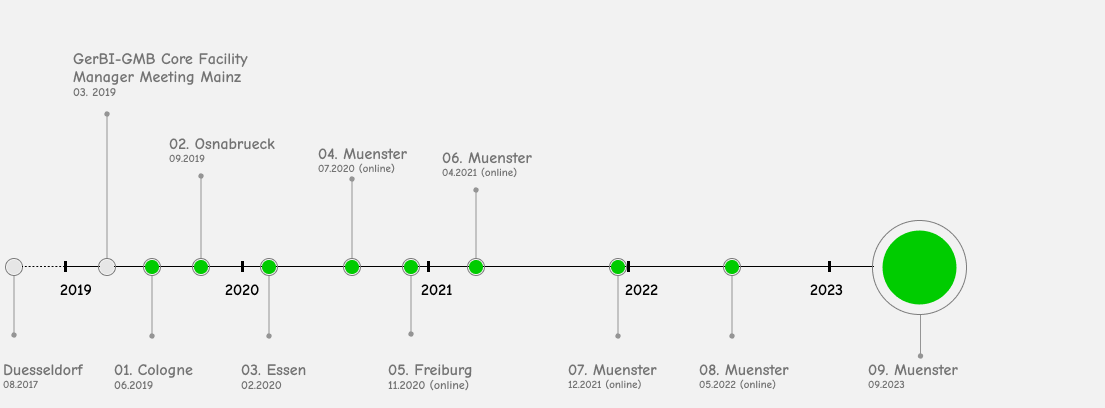 GerBI-GMB Core Facility
Manager Meeting Mainz
03. 2019
02. Osnabrueck
09.2019
04. Muenster
07.2020 (online)
06. Muenster
04.2021 (online)
2019
2020
2021
2022
2023
Duesseldorf
08.2017
01. Cologne
06.2019
03. Essen
02.2020
05. Freiburg
11.2020 (online)
07. Muenster
12.2021 (online)
08. Muenster
05.2022 (online)
09. Muenster
09.2023